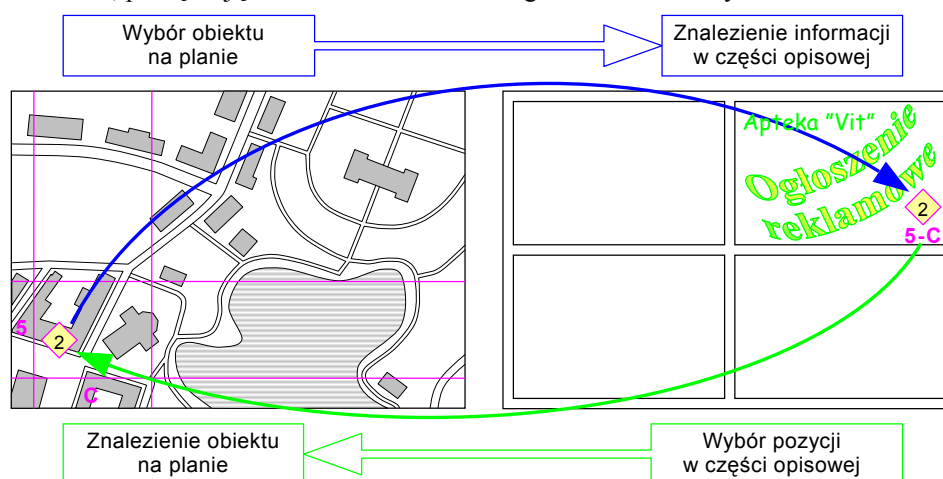 Wybór obiektu
na planie
Znalezienie informacji
w części opisowej
Apteka "Vit"
Ogłoszenie
reklamowe
2
5-C
5
2
C
Znalezienie obiektu
na planie
Wybór pozycji
w części opisowej